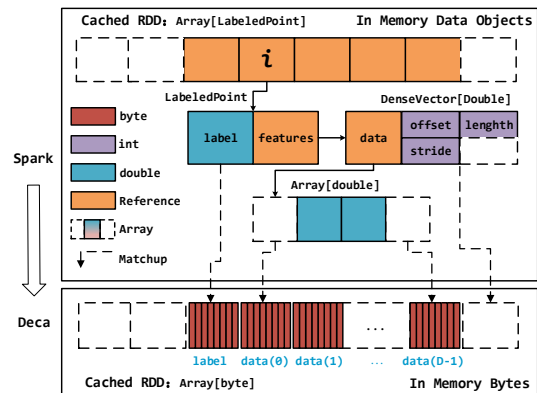 Cached RDD: Array[LabeledPoint]
In Memory Data Objects
i
LabeledPoint
DenseVector[Double]
byte
int
double
Reference
Array
Matchup
label
features
data
offset
lenghth
stride
Array[double]
Spark
Deca
...
label
data(0)
data(1)
...
data(D-1)
Cached RDD: Array[byte]
In Memory Bytes